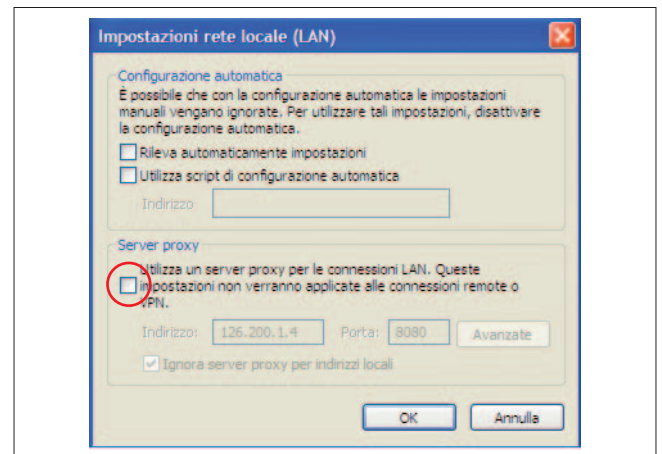 Impostazioni rete locale (LAN)
Configurazione automatica
È possibile che con la configurazione automatica le impostazioni
manuali vengano ignorate. Per utilizzare tali impostazioni, disattivare
la configurazione automatica.
Rileva automaticamente impostazioni
Utilizza script di configurazione automatica
Indirizzo
Server proxy
Utilizza un server proxy per le connessioni LAN. Queste
impostazioni non verranno applicate alle connessioni remote o
VPN.
Indirizzo: 126.200.1.4 Porta: 8080 Avanzate
Ignora server proxy per indirizzi locali
OK Annulla